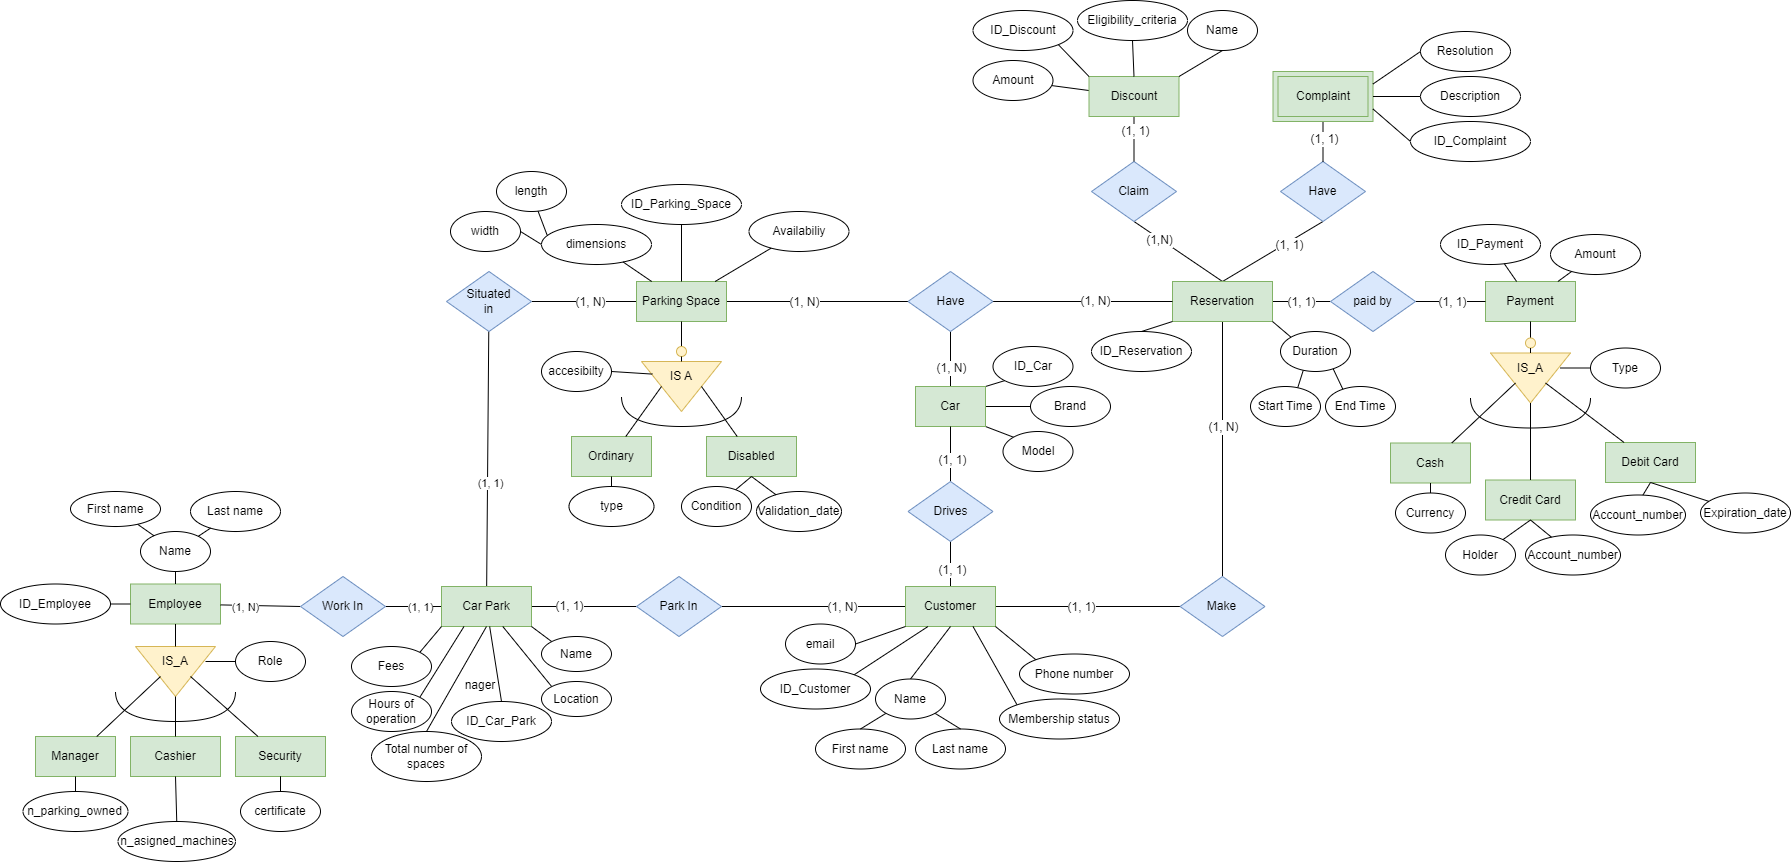 ID_Discount
Eligibility_criteria
Name
Amount
Discount
(1, 1)
Claim
(1,N)
Complaint
Resolution
Description
ID_Complaint
(1, 1)
Have
(1, 1)
length
width
dimensions
ID_Parking_Space
Availabiliy
Situated
in
(1, N)
Parking Space
(1, N)
Have
(1, N)
Reservation
(1, 1)
paid by
(1, 1)
Payment
ID_Payment
Amount
ID_Reservation
Duration
Start Time
End Time
accesibilty
IS A
Ordinary
type
Disabled
Condition
Validation_date
(1, N)
Car
ID_Car
Brand
Model
(1, 1)
Drives
(1, 1)
IS_A
Type
Cash
Currency
Credit Card
Holder
Account_number
Debit Card
Account_number
Expiration_date
(1, 1)
(1, N)
First name
Last name
Name
ID_Employee
Employee
(1, N)
Work In
(1, 1)
Car Park
(1, 1)
Park In
(1, N)
Customer
(1, 1)
Make
IS_A
Role
Manager
n_parking_owned
Cashier
n_asigned_machines
Security
certificate
Fees
Hours of
operation
Total number of
spaces
nager
ID_Car_Park
Location
Name
email
ID_Customer
Name
First name
Last name
Membership status
Phone number